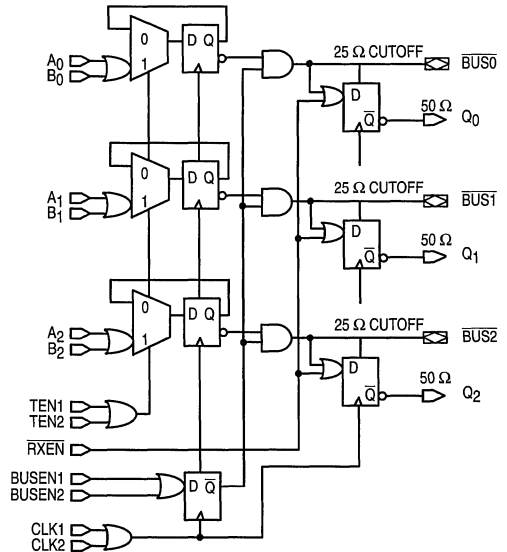 D Q
0
1
A0
B0
25 Ω CUTOFF
BUS0
D
Q
50 Ω
Q0
D Q
0
1
A1
B1
25 Ω CUTOFF
BUS1
D
Q
50 Ω
Q1
D Q
0
1
A2
B2
25 Ω CUTOFF
BUS2
D
Q
50 Ω
Q2
TEN1
TEN2
RXEN
BUSEN1
BUSEN2
D Q
CLK1
CLK2